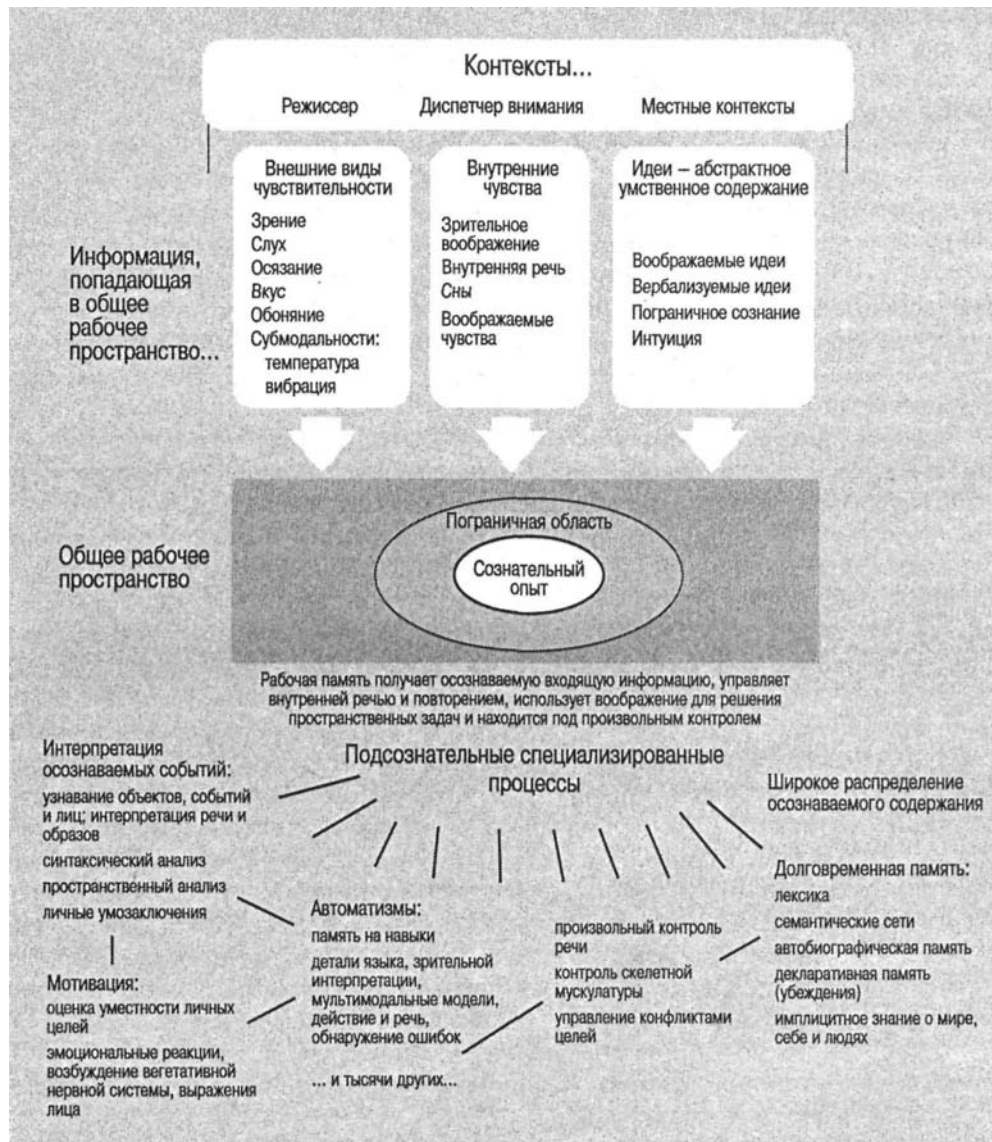 Контексты...
Режиссер
Диспетчер внимания
Местные контексты
Информация,
попадающая
в общее
рабочее
пространство...
Внешние виды
чувствительности
Зрение
Слух
Осязание
Вкус
Обоняние
Субмодальности:
температура
вибрация
Внутренние
чувства
Зрительное
воображение
Внутренняя речь
Сны
Воображаемые
чувства
Идеи – абстрактное
умственное содержание
Воображаемые идеи
Вербализуемые идеи
Пограничное сознание
Интуиция
Общее рабочее
пространство
Пограничная область
Сознательный
опыт
Рабочая память получает осознаваемую входящую информацию, управляет
внутренней речью и повторением, использует воображение для решения
пространственных задач и находится под произвольным контролем
Подсознательные специализированные
процессы
Интерпретация
осознаваемых событий:
узнавание объектов, событий
и лиц; интерпретация речи и
образов
синтаксический анализ
пространственный анализ
личные умозаключения
Мотивация:
оценка уместности личных
целей
эмоциональные реакции,
возбуждение вегетативной
нервной системы, выражения
лица
Автоматизмы:
память на навыки
детали языка, зрительной
интерпретации,
мультимодальные модели,
действие и речь,
обнаружение ошибок
... и тысячи других...
произвольный контроль
речи
контроль скелетной
мускулатуры
управление конфликтами
целей
Широкое распределение
осознаваемого содержания
Долговременная память:
лексика
семантические сети
автобиографическая память
декларативная память
(убеждения)
имплицитное знание о мире,
себе и людях